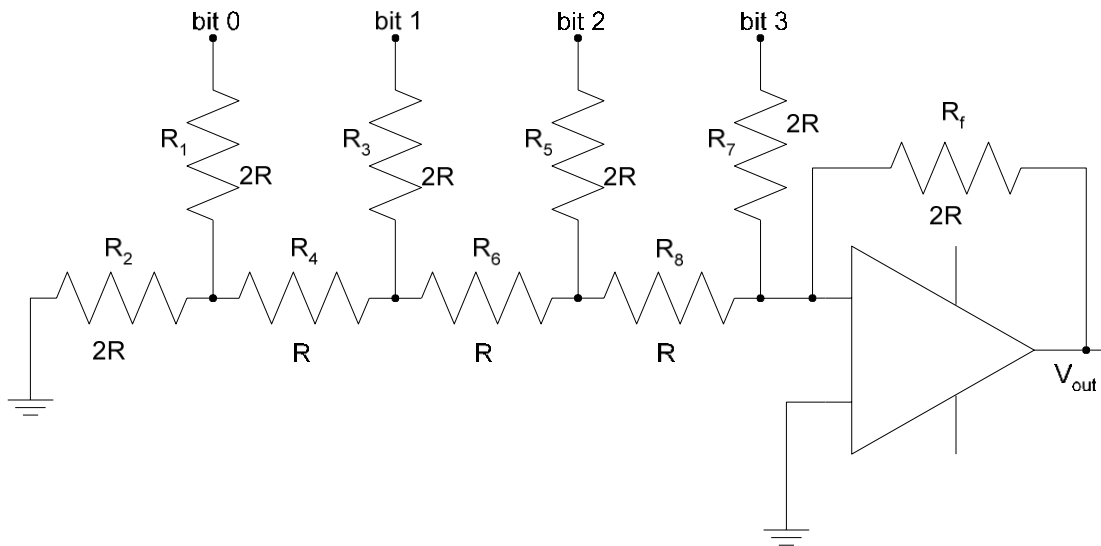 bit 0
bit 1
bit 2
bit 3
R1
2R
R3
2R
R5
2R
R7
2R
Rf
2R
R2
2R
R4
R
R6
R
R8
R
Vout